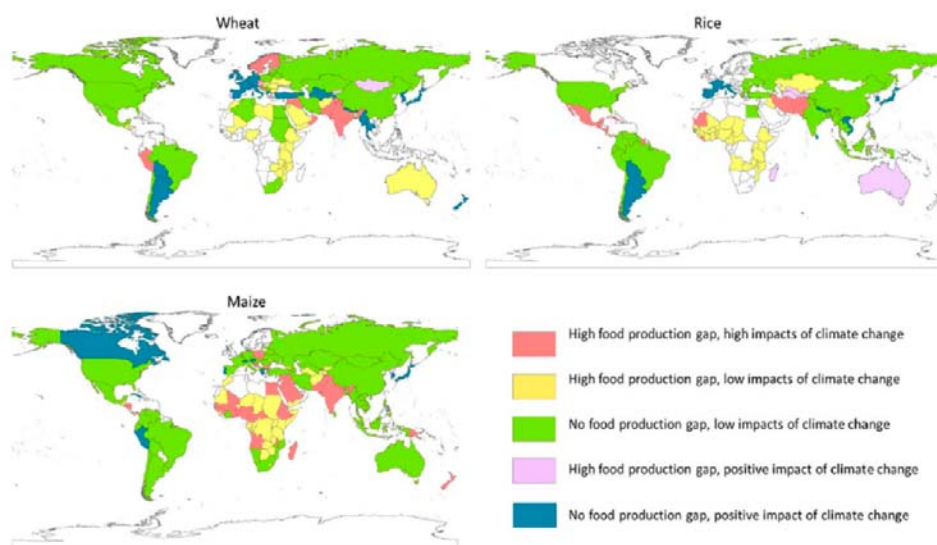 Wheat
Rice
Maize
High food production gap, high impacts of climate change
High food production gap, low impacts of climate change
No food production gap, low impacts of climate change
High food production gap, positive impact of climate change
No food production gap, positive impact of climate change